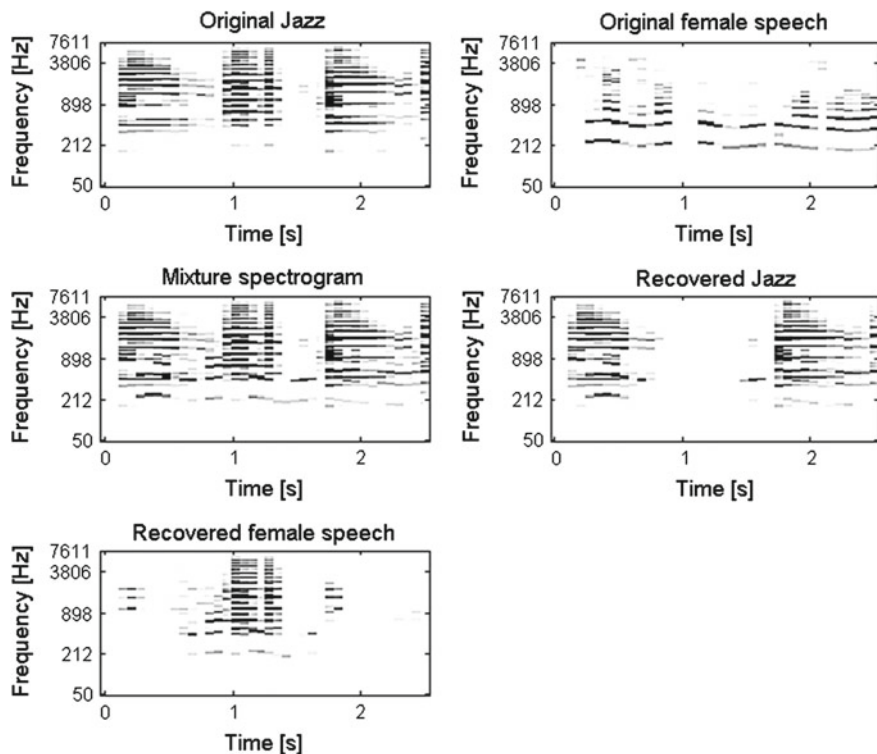 Original Jazz
Frequency [Hz]
7611
3806
898
212
50
0 1 2
Time [s]
Original female speech
Frequency [Hz]
7611
3806
898
212
50
0 1 2
Time [s]
Mixture spectrogram
Frequency [Hz]
7611
3806
898
212
50
0 1 2
Time [s]
Recovered Jazz
Frequency [Hz]
7611
3806
898
212
50
0 1 2
Time [s]
Recovered female speech
Frequency [Hz]
7611
3806
898
212
50
0 1 2
Time [s]